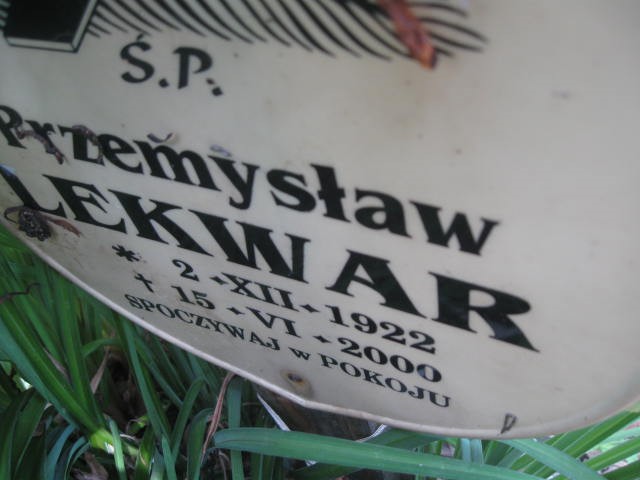 Ś.P.
Przemysław
LEKWAR
* 2 ✦ XII ✦ 1922
† 15 ✦ VI ✦ 2000
SPOCZYWAJ w POKOJU